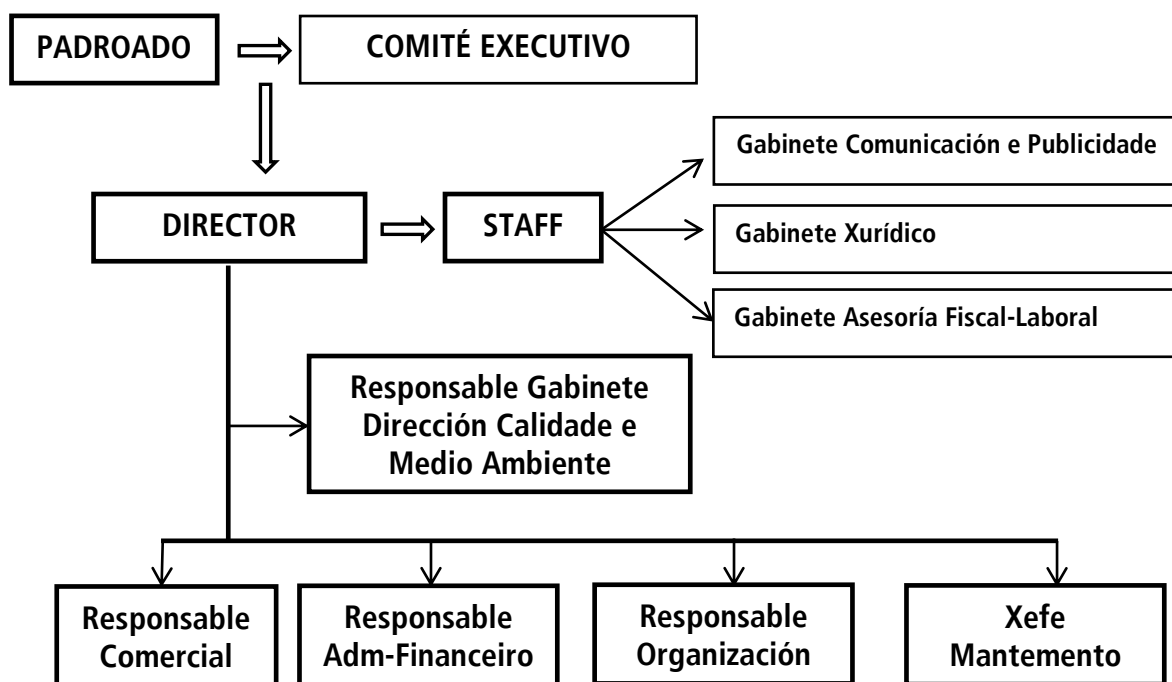 PADROADO
COMITÉ EXECUTIVO
Gabinete Comunicación e Publicidade
DIRECTOR
STAFF
Gabinete Xurídico
Gabinete Asesoría Fiscal-Laboral
Responsable Gabinete
Dirección Calidade e
Medio Ambiente
Responsable
Comercial
Responsable
Adm-Financeiro
Responsable
Organización
Xefe
Mantemento